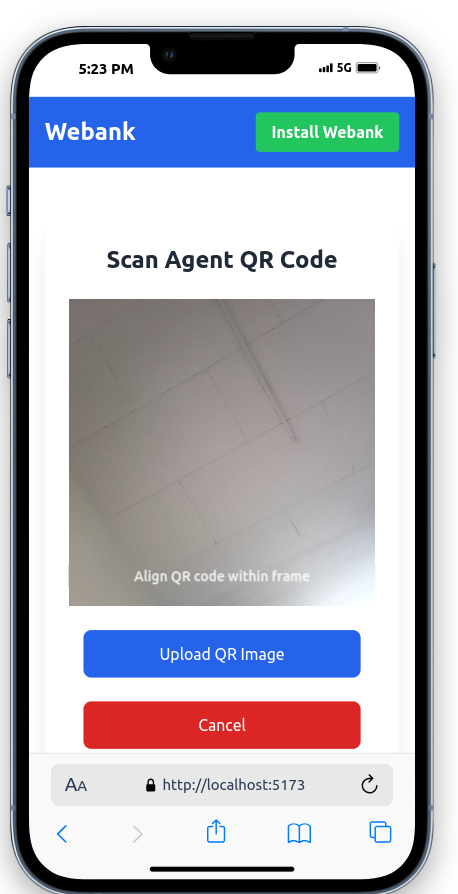 5:23 PM 5G
Webank Install Webank
Scan Agent QR Code
Align QR code within frame
Upload QR Image
Cancel
AA http://localhost:5173